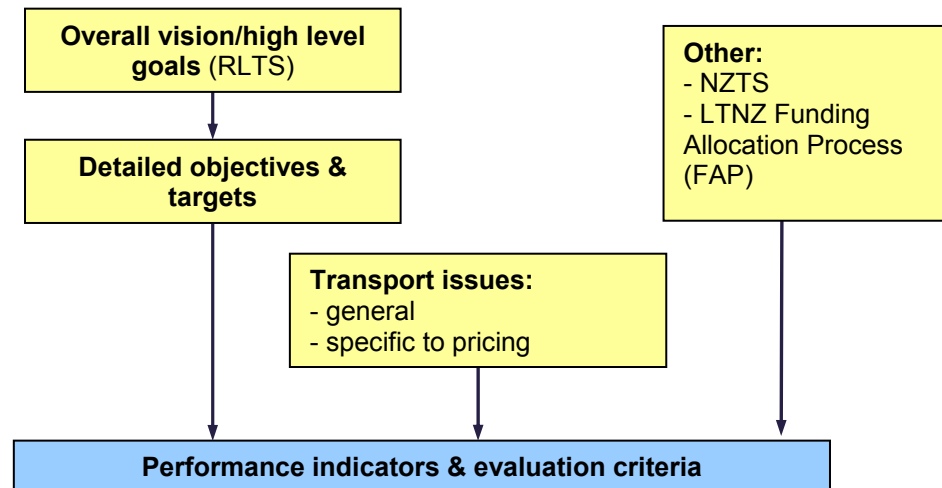 Overall vision/high level
goals (RLTS)
Detailed objectives &
targets
Other:
- NZTS
- LTNZ Funding
Allocation Process
(FAP)
Transport issues:
- general
- specific to pricing
Performance indicators & evaluation criteria